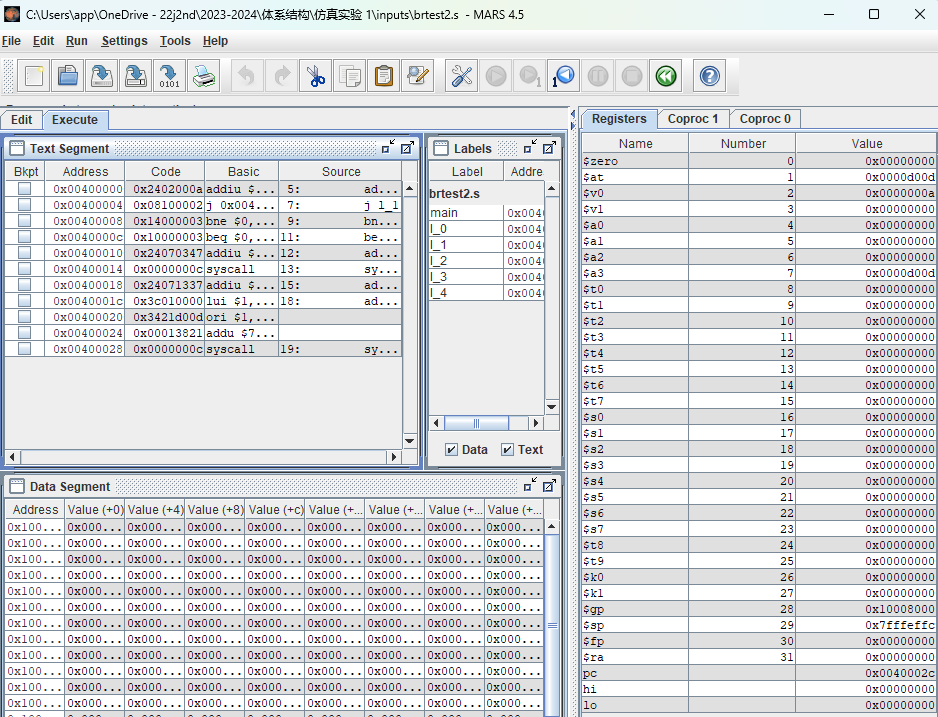 C:\Users\app\OneDrive - 22j2nd\2023-2024\体系结构\仿真实验 1\inputs\brtest2.s - MARS 4.5
File Edit Run Settings Tools Help
Edit Execute
Text Segment
Bkpt Address Code Basic Source
0x00400000 0x2402000a addiu $... 5: ad...
0x00400004 0x08100002 j 0x004... 7: j l_1
0x00400008 0x14000003 bne $0,... 9: bn...
0x0040000c 0x10000003 beq $0,... 11: be...
0x00400010 0x24070347 addiu $... 12: ad...
0x00400014 0x0000000c syscall 13: sy...
0x00400018 0x24071337 addiu $... 15: ad...
0x0040001c 0x3c010000 lui $1,... 18: ad...
0x00400020 0x3421d00d ori $1,...
0x00400024 0x00013821 addu $7...
0x00400028 0x0000000c syscall 19: sy...
Labels
Label Addre
brtest2.s
main 0x004
l_0 0x004
l_1 0x004
l_2 0x004
l_3 0x004
l_4 0x004
Data Text
Data Segment
Address Value (+0) Value (+4) Value (+8) Value (+c) Value (+... Value (+... Value (+... Value (+...
0x100... 0x000... 0x000... 0x000... 0x000... 0x000... 0x000... 0x000... 0x000...
0x100... 0x000... 0x000... 0x000... 0x000... 0x000... 0x000... 0x000... 0x000...
0x100... 0x000... 0x000... 0x000... 0x000... 0x000... 0x000... 0x000... 0x000...
0x100... 0x000... 0x000... 0x000... 0x000... 0x000... 0x000... 0x000... 0x000...
0x100... 0x000... 0x000... 0x000... 0x000... 0x000... 0x000... 0x000... 0x000...
0x100... 0x000... 0x000... 0x000... 0x000... 0x000... 0x000... 0x000... 0x000...
0x100... 0x000... 0x000... 0x000... 0x000... 0x000... 0x000... 0x000... 0x000...
0x100... 0x000... 0x000... 0x000... 0x000... 0x000... 0x000... 0x000... 0x000...
0x100... 0x000... 0x000... 0x000... 0x000... 0x000... 0x000... 0x000... 0x000...
0x100... 0x000... 0x000... 0x000... 0x000... 0x000... 0x000... 0x000... 0x000...
0x100... 0x000... 0x000... 0x000... 0x000... 0x000... 0x000... 0x000... 0x000...
0x100... 0x000... 0x000... 0x000... 0x000... 0x000... 0x000... 0x000... 0x000...
Registers Coproc 1 Coproc 0
Name Number Value
$zero 0 0x00000000
$at 1 0x0000d00d
$v0 2 0x0000000a
$v1 3 0x00000000
$a0 4 0x00000000
$a1 5 0x00000000
$a2 6 0x00000000
$a3 7 0x0000d00d
$t0 8 0x00000000
$t1 9 0x00000000
$t2 10 0x00000000
$t3 11 0x00000000
$t4 12 0x00000000
$t5 13 0x00000000
$t6 14 0x00000000
$t7 15 0x00000000
$s0 16 0x00000000
$s1 17 0x00000000
$s2 18 0x00000000
$s3 19 0x00000000
$s4 20 0x00000000
$s5 21 0x00000000
$s6 22 0x00000000
$s7 23 0x00000000
$t8 24 0x00000000
$t9 25 0x00000000
$k0 26 0x00000000
$k1 27 0x00000000
$gp 28 0x10008000
$sp 29 0x7fffeffc
$fp 30 0x00000000
$ra 31 0x00000000
pc 0x0040002c
hi 0x00000000
lo 0x00000000